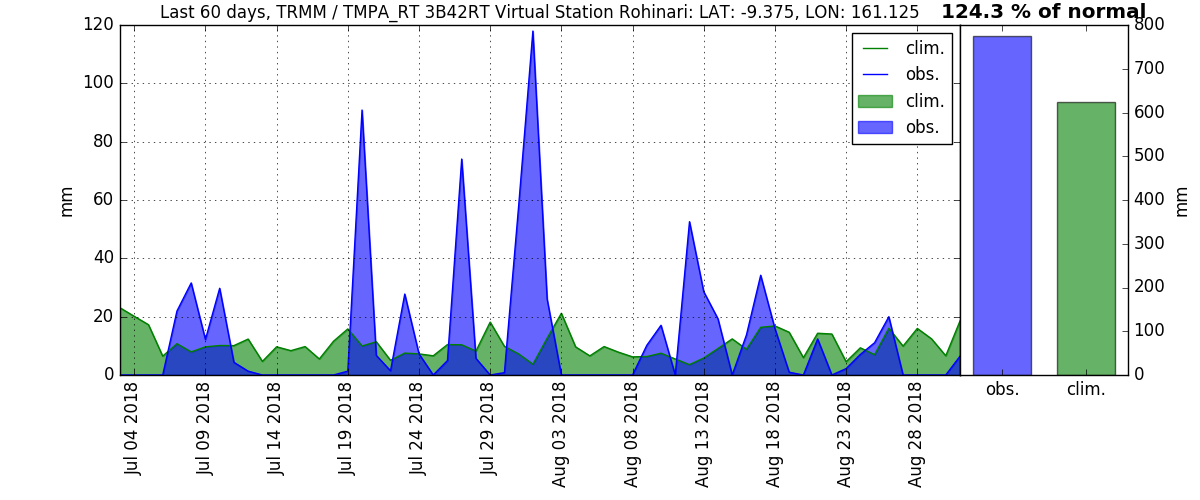 Last 60 days, TRMM / TMPA_RT 3B42RT Virtual Station Rohinari: LAT: -9.375, LON: 161.125
124.3 % of normal
120
100
80
60
40
20
0
mm
clim.
obs.
clim.
obs.
800
700
600
500
400
300
200
100
0
mm
Jul 04 2018
Jul 09 2018
Jul 14 2018
Jul 19 2018
Jul 24 2018
Jul 29 2018
Aug 03 2018
Aug 08 2018
Aug 13 2018
Aug 18 2018
Aug 23 2018
Aug 28 2018
obs.
clim.